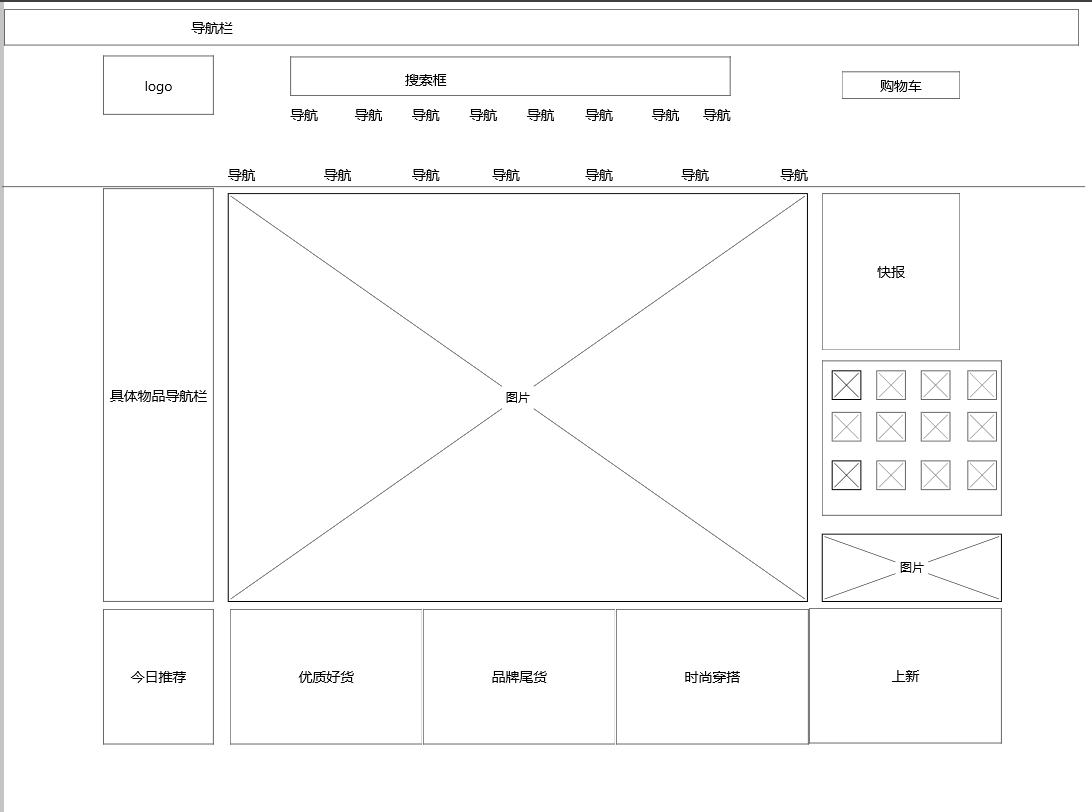 导航栏
logo
搜索框
购物车
导航 导航 导航 导航 导航 导航 导航 导航
导航 导航 导航 导航 导航 导航 导航
快报
具体物品导航栏
图片
图片
今日推荐
优质好货
品牌尾货
时尚穿搭
上新